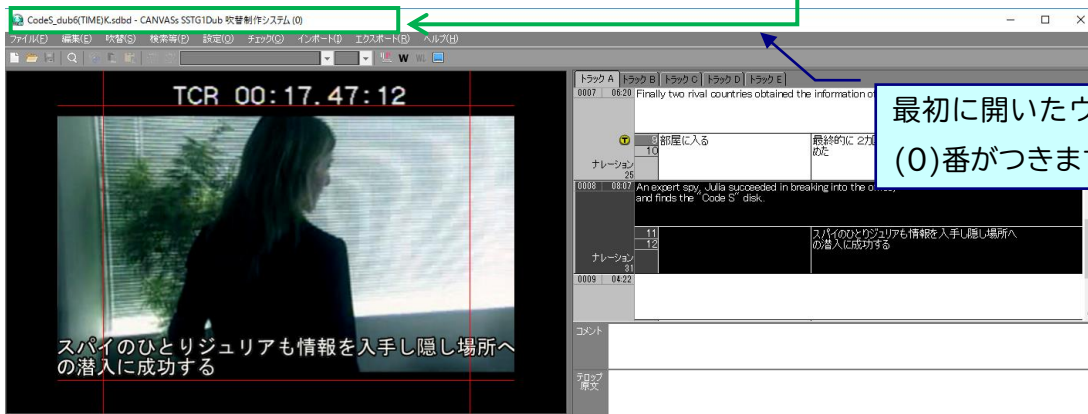 CodeS_dub6(TIME)K.sdbd - CANVASs SSTG1Dub 吹替制作システム (0)
ファイル(F) 編集(E) 吹替(S) 検索等(P) 設定(O) チェック(C) インポート(I) エクスポート(R) ヘルプ(H)
W
TCR 00:17.47:12
スパイのひとりジュリアも情報を入手し隠し場所へ
の潜入に成功する
トラック A トラック B トラック C トラック D トラック E
0007 06:20 Finally two rival countries obtained the information of
T 9 部屋に入る 最終的に 2カ
10 めた
ナレーション
25
0008 08:07 An expert spy, Julia succeeded in breaking into the
and finds the "Code S" disk.
11 スパイのひとりジュリアも情報を入手し隠し場所へ
12 の潜入に成功する
ナレーション
31
0009 04:22
コメント
テロップ
原文
最初に開いたウ
(0)番がつきます